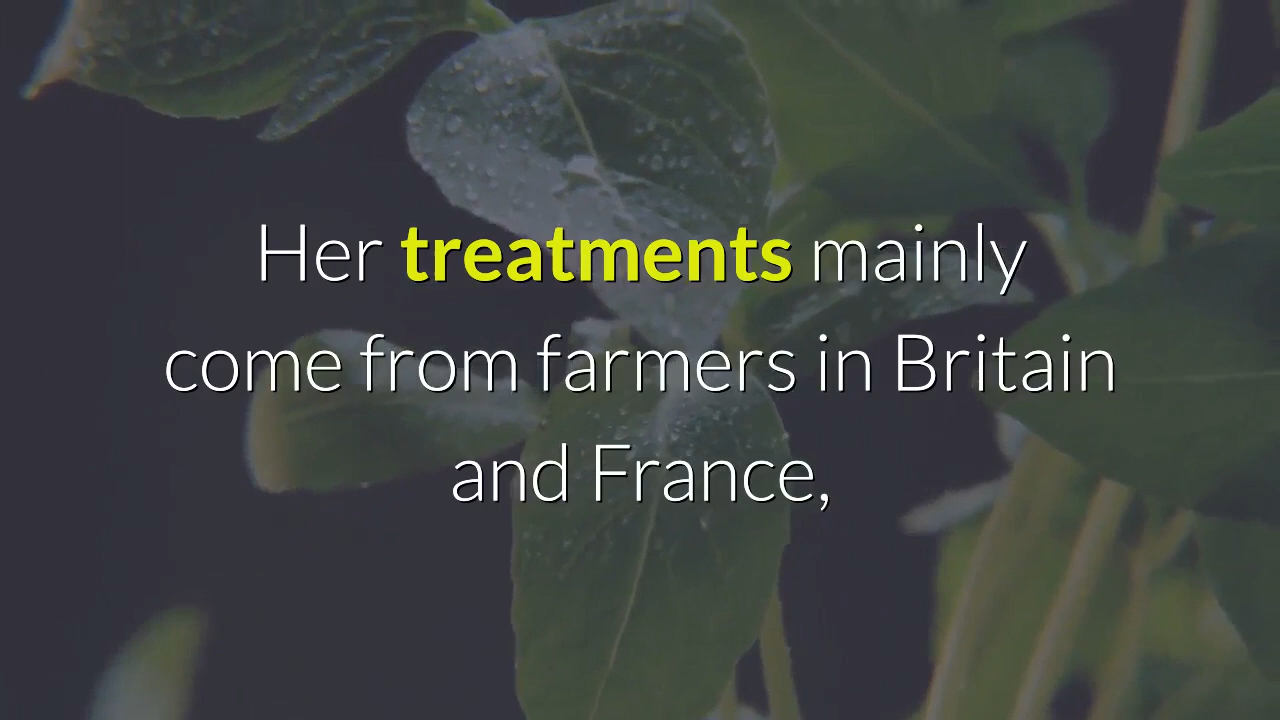 Her treatments mainly
come from farmers in Britain
and France,